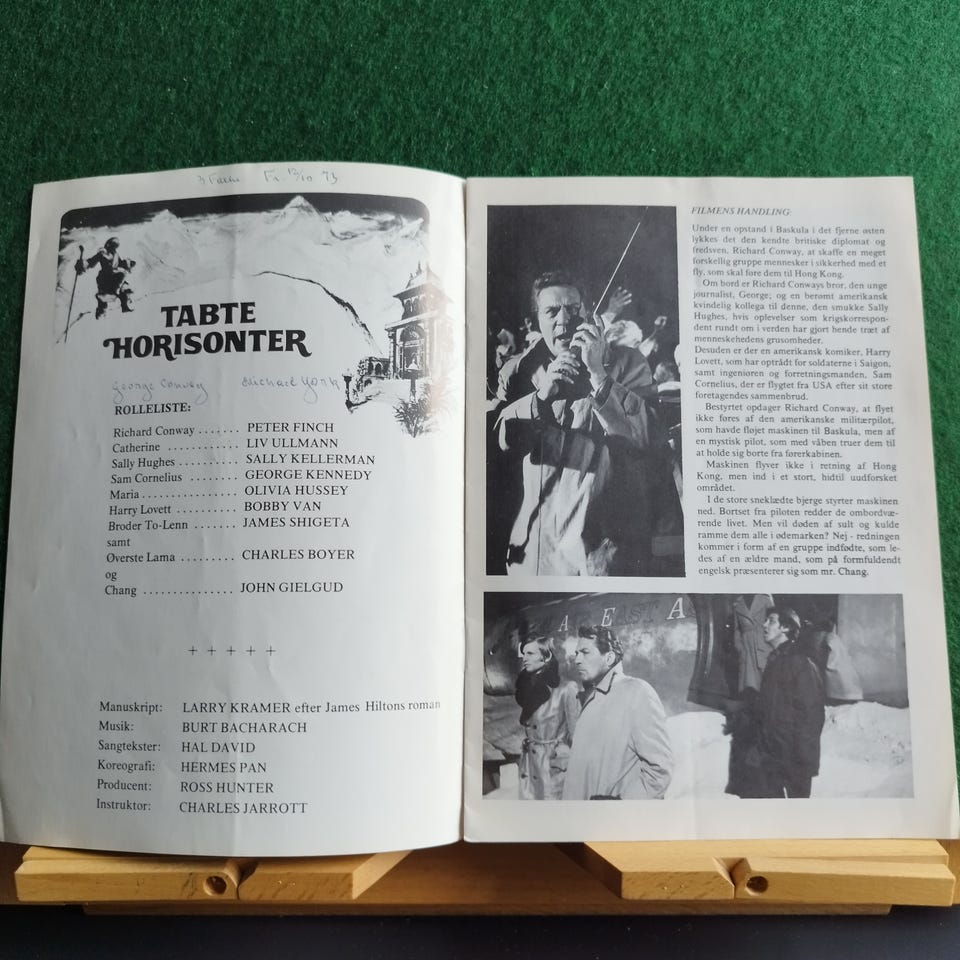 Fr. 12/10 73
TABTE
HORISONTER
george Conway Michael York
ROLLELISTE:
Richard Conway ....... PETER FINCH
Catherine .......... LIV ULLMANN
Sally Hughes .......... SALLY KELLERMAN
Sam Cornelius ........ GEORGE KENNEDY
Maria ................ OLIVIA HUSSEY
Harry Lovett .......... BOBBY VAN
Broder To-Lenn ....... JAMES SHIGETA
samt
Øverste Lama .......... CHARLES BOYER
og
Chang ............... JOHN GIELGUD
+ + + + +
Manuskript: LARRY KRAMER efter James Hiltons roman
Musik: BURT BACHARACH
Sangtekster: HAL DAVID
Koreografi: HERMES PAN
Producent: ROSS HUNTER
Instruktor: CHARLES JARROTT
FILMENS HANDLING:
Under en opstand i Baskula i det fjerne østen
lykkes det den kendte britiske diplomat og
fredsven, Richard Conway, at skaffe en meget
forskellig gruppe mennesker i sikkerhed med et
fly, som skal føre dem til Hong Kong.
Om bord er Richard Conways bror, den unge
journalist, George; og en berømt amerikansk
kvindelig kollega til denne, den smukke Sally
Hughes, hvis oplevelser som krigskorrespon-
dent rundt om i verden har gjort hende træt af
menneskehedens grusomheder.
Desuden er der en amerikansk komiker, Harry
Lovett, som har optrådt for soldaterne i Saigon,
samt ingeniøren og forretningsmanden, Sam
Cornelius, der er flygtet fra USA efter sit store
foretagendes sammenbrud.
Bestyrtet opdager Richard Conway, at flyet
ikke føres af den amerikanske militærpilot,
som havde fløjet maskinen til Baskula, men af
en mystisk pilot, som med våben truer dem til
at holde sig borte fra førerkabinen.
Maskinen flyver ikke i retning af Hong
Kong, men ind i et stort, hidtil uudforsket
området.
I de store sneklædte bjerge styrter maskinen
ned. Bortset fra piloten redder de ombordvæ-
rende livet. Men vil døden af sult og kulde
ramme dem alle i ødemarken? Nej - redningen
kommer i form af en gruppe indfødte, som le-
des af en ældre mand, som på formfuldendt
engelsk præsenterer sig som mr. Chang.
EAST A